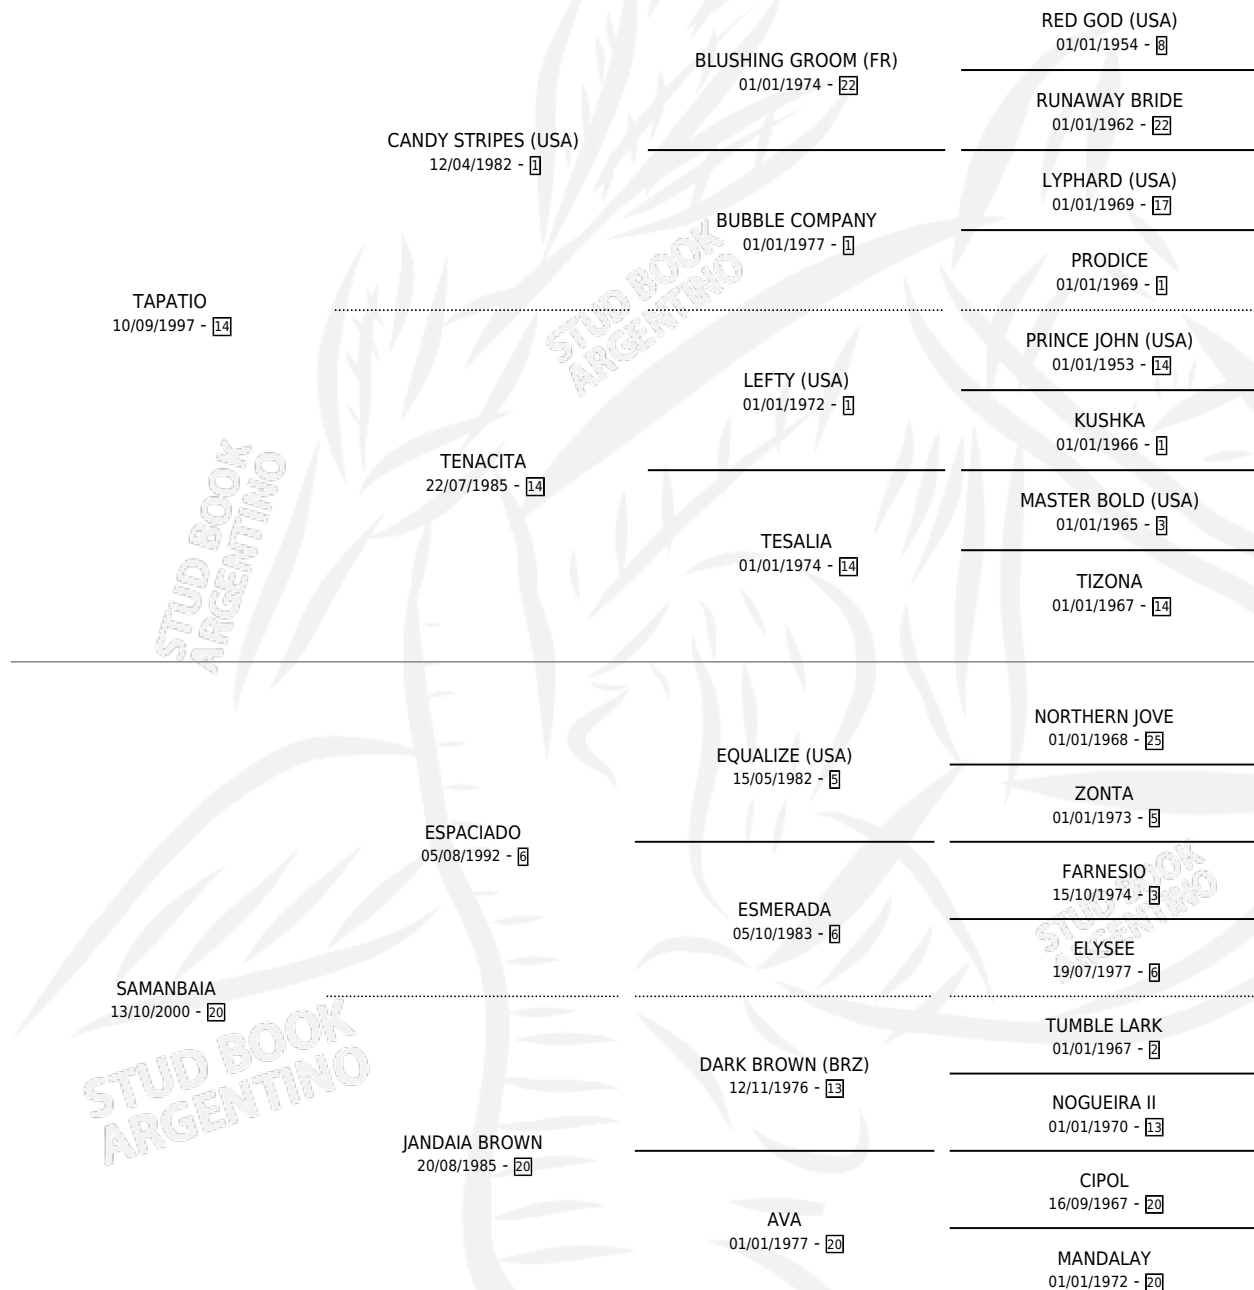 TAPATIO
10/09/1997 - 14
CANDY STRIPES (USA)
12/04/1982 - 1
BLUSHING GROOM (FR)
01/01/1974 - 22
RED GOD (USA)
01/01/1954 - 8
RUNAWAY BRIDE
01/01/1962 - 22
BUBBLE COMPANY
01/01/1977 - 1
LYPHARD (USA)
01/01/1969 - 17
PRODICE
01/01/1969 - 1
TENACITA
22/07/1985 - 14
LEFTY (USA)
01/01/1972 - 1
PRINCE JOHN (USA)
01/01/1953 - 14
KUSHKA
01/01/1966 - 1
TESALIA
01/01/1974 - 14
MASTER BOLD (USA)
01/01/1965 - 3
TIZONA
01/01/1967 - 14
SAMANBAIA
13/10/2000 - 20
ESPACIADO
05/08/1992 - 6
EQUALIZE (USA)
15/05/1982 - 5
NORTHERN JOVE
01/01/1968 - 25
ZONTA
01/01/1973 - 5
ESMERADA
05/10/1983 - 6
FARNESIO
15/10/1974 - 3
ELYSEE
19/07/1977 - 6
JANDAIA BROWN
20/08/1985 - 20
DARK BROWN (BRZ)
12/11/1976 - 13
TUMBLE LARK
01/01/1967 - 2
NOGUEIRA II
01/01/1970 - 13
AVA
01/01/1977 - 20
CIPOL
16/09/1967 - 20
MANDALAY
01/01/1972 - 20
STUD BOOK
ARGENTINO
STUD BOOK
ARGENTINO
STUD BOOK
ARGENTINO
STUD BOOK
ARGENTINO